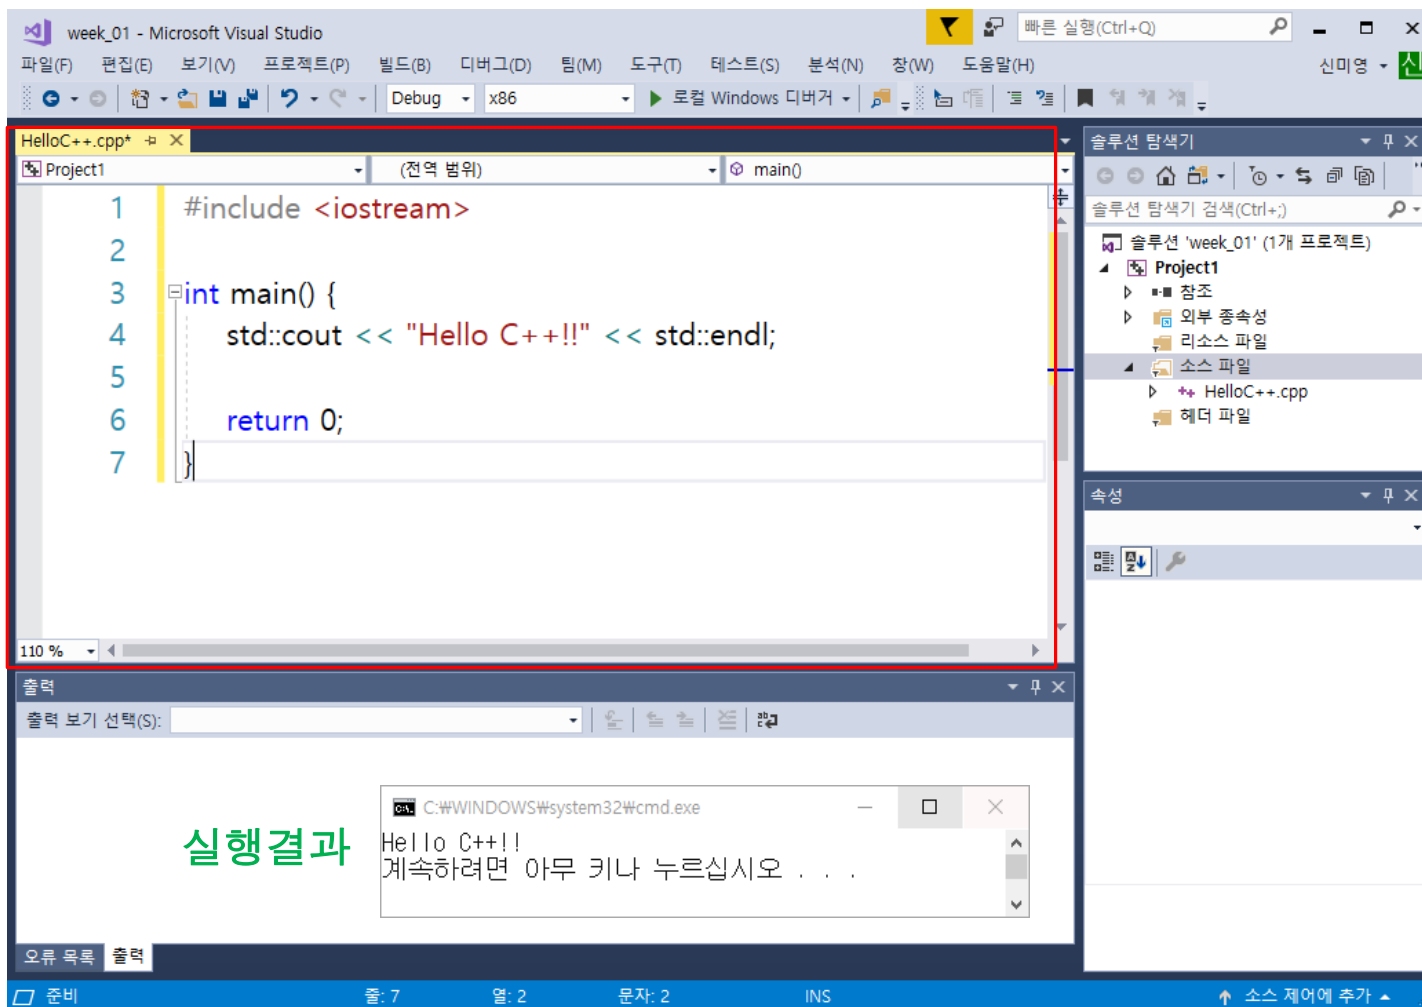 week_01 - Microsoft Visual Studio
빠른 실행(Ctrl+Q)
파일(F) 편집(E) 보기(V) 프로젝트(P) 빌드(B) 디버그(D) 팀(M) 도구(T) 테스트(S) 분석(N) 창(W) 도움말(H)
신미영
신
Debug x86 로컬 Windows 디버거
HelloC++.cpp*
Project1 (전역 범위) main()
1 #include <iostream>
2
3 int main() {
4 std::cout << "Hello C++!!" << std::endl;
5
6 return 0;
7 }
110 %
솔루션 탐색기
솔루션 탐색기 검색(Ctrl+;)
솔루션 'week_01' (1개 프로젝트)
Project1
참조
외부 종속성
리소스 파일
소스 파일
HelloC++.cpp
헤더 파일
속성
출력
출력 보기 선택(S):
실행결과
C:₩WINDOWS₩system32₩cmd.exe
Hello C++!!
계속하려면 아무 키나 누르십시오 . . .
오류 목록 출력
준비 줄: 7 열: 2 문자: 2 INS 소스 제어에 추가